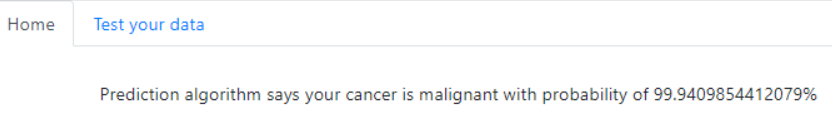 Home Test your data
Prediction algorithm says your cancer is malignant with probability of 99.9409854412079%